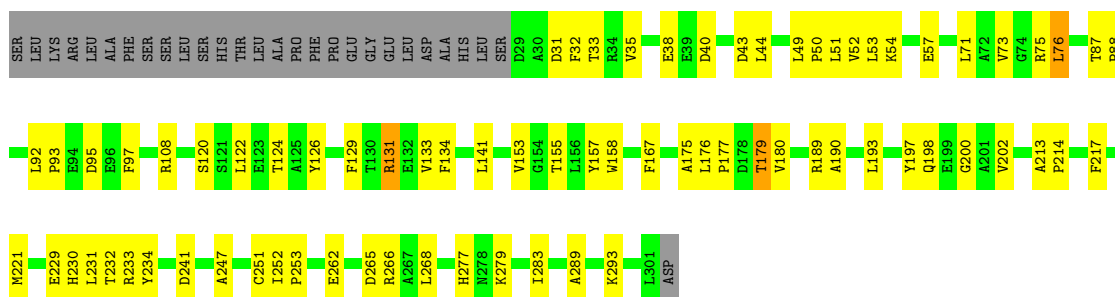 SER LEU LYS ARG LEU ALA PHE SER SER LEU SER HIS THR LEU ALA PRO PHE PRO GLU GLY GLU LEU ASP ALA HIS LEU SER D29 A30 D31 F32 T33 R34 V35 E38 E39 D40 D43 L44 L49 P50 L51 V52 L53 K54 E57 L71 A72 V73 G74 R75 L76 T87 P88
L92 P93 E94 D95 E96 F97 R108 S120 S121 L122 E123 T124 A125 Y126 F129 T130 R131 E132 V133 F134 L141 V153 G154 T155 L156 Y157 W158 F167 A175 L176 P177 D178 T179 V180 R189 A190 L193 Y197 Q198 E199 G200 A201 V202 A213 P214 F217
M221 E229 H230 L231 T232 R233 Y234 D241 A247 C251 I252 P253 E262 D265 R266 A267 L268 H277 N278 K279 I283 A289 K293 L301 ASP